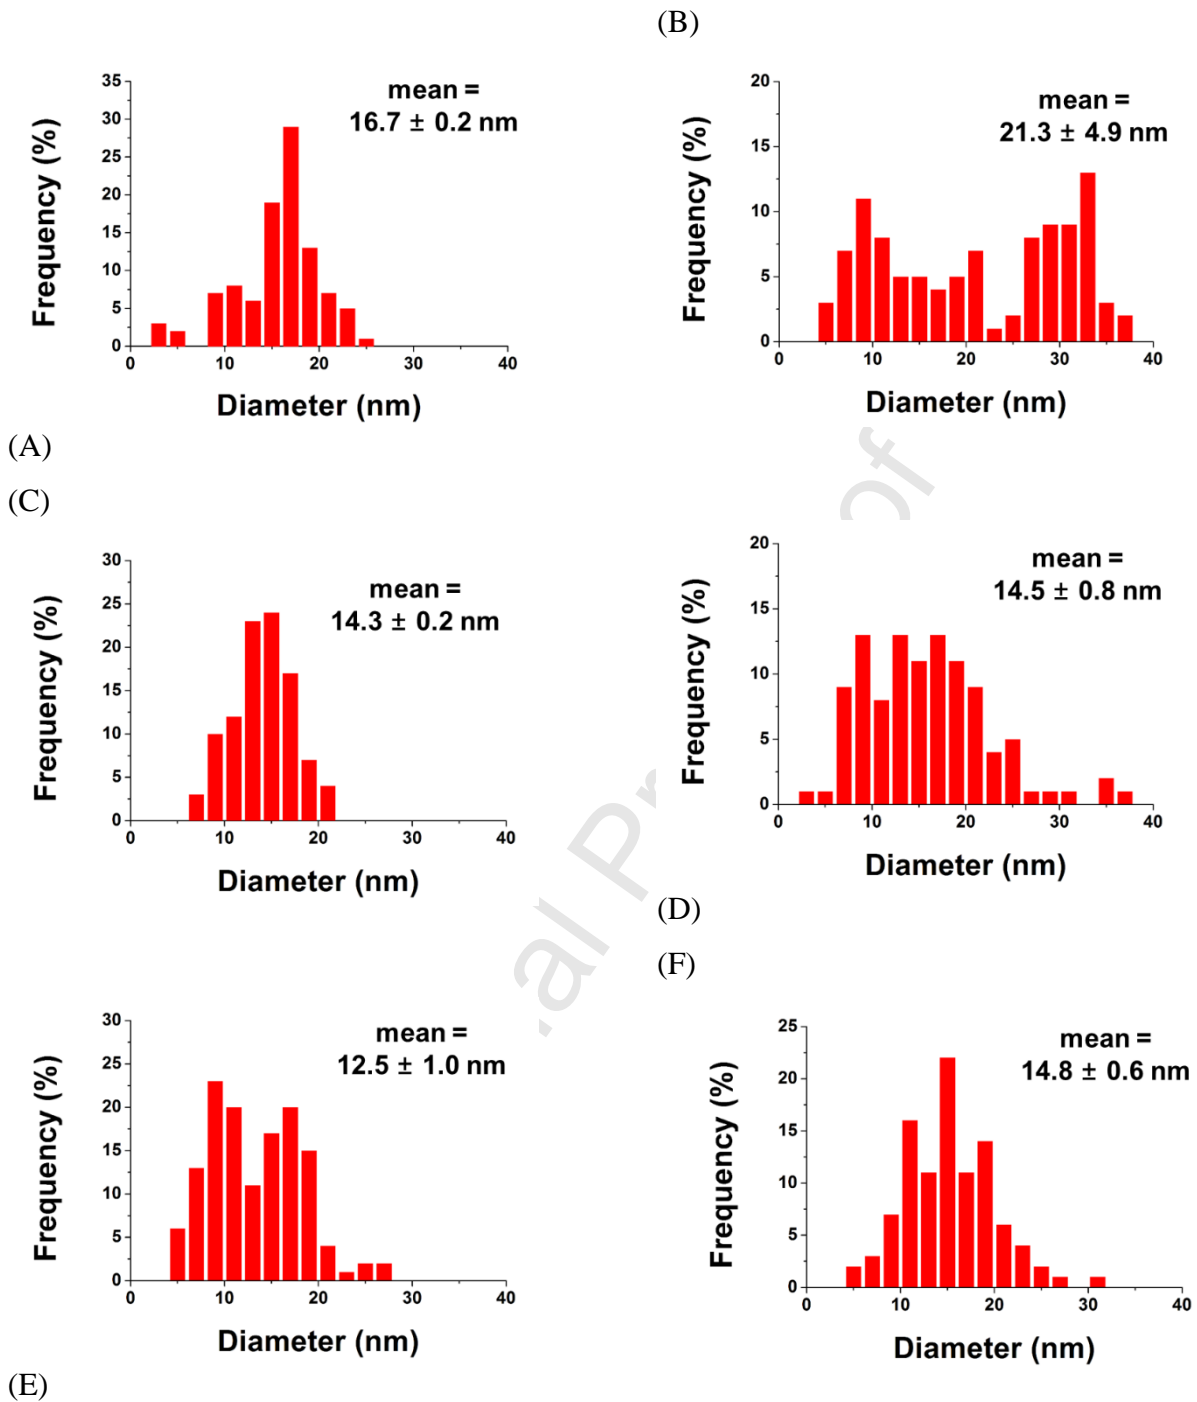 (B)
mean =
16.7 ± 0.2 nm
Frequency (%)
35
30
25
20
15
10
5
0
0 10 20 30 40
Diameter (nm)
mean =
21.3 ± 4.9 nm
Frequency (%)
20
15
10
5
0
0 10 20 30 40
Diameter (nm)
(A)
(C)
mean =
14.3 ± 0.2 nm
Frequency (%)
30
25
20
15
10
5
0
0 10 20 30 40
Diameter (nm)
mean =
14.5 ± 0.8 nm
Frequency (%)
20
15
10
5
0
0 10 20 30 40
Diameter (nm)
(D)
(F)
mean =
12.5 ± 1.0 nm
Frequency (%)
30
25
20
15
10
5
0
0 10 20 30 40
Diameter (nm)
mean =
14.8 ± 0.6 nm
Frequency (%)
25
20
15
10
5
0
0 10 20 30 40
Diameter (nm)
(E)